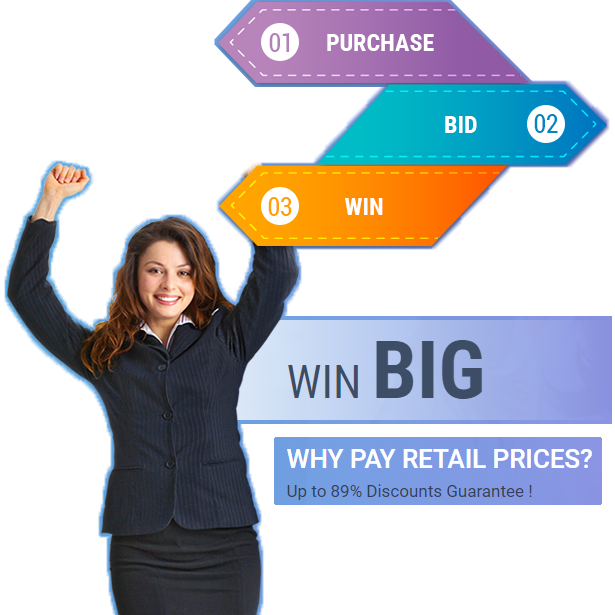 01 PURCHASE
BID 02
03 WIN
WIN BIG
WHY PAY RETAIL PRICES?
Up to 89% Discounts Guarantee !